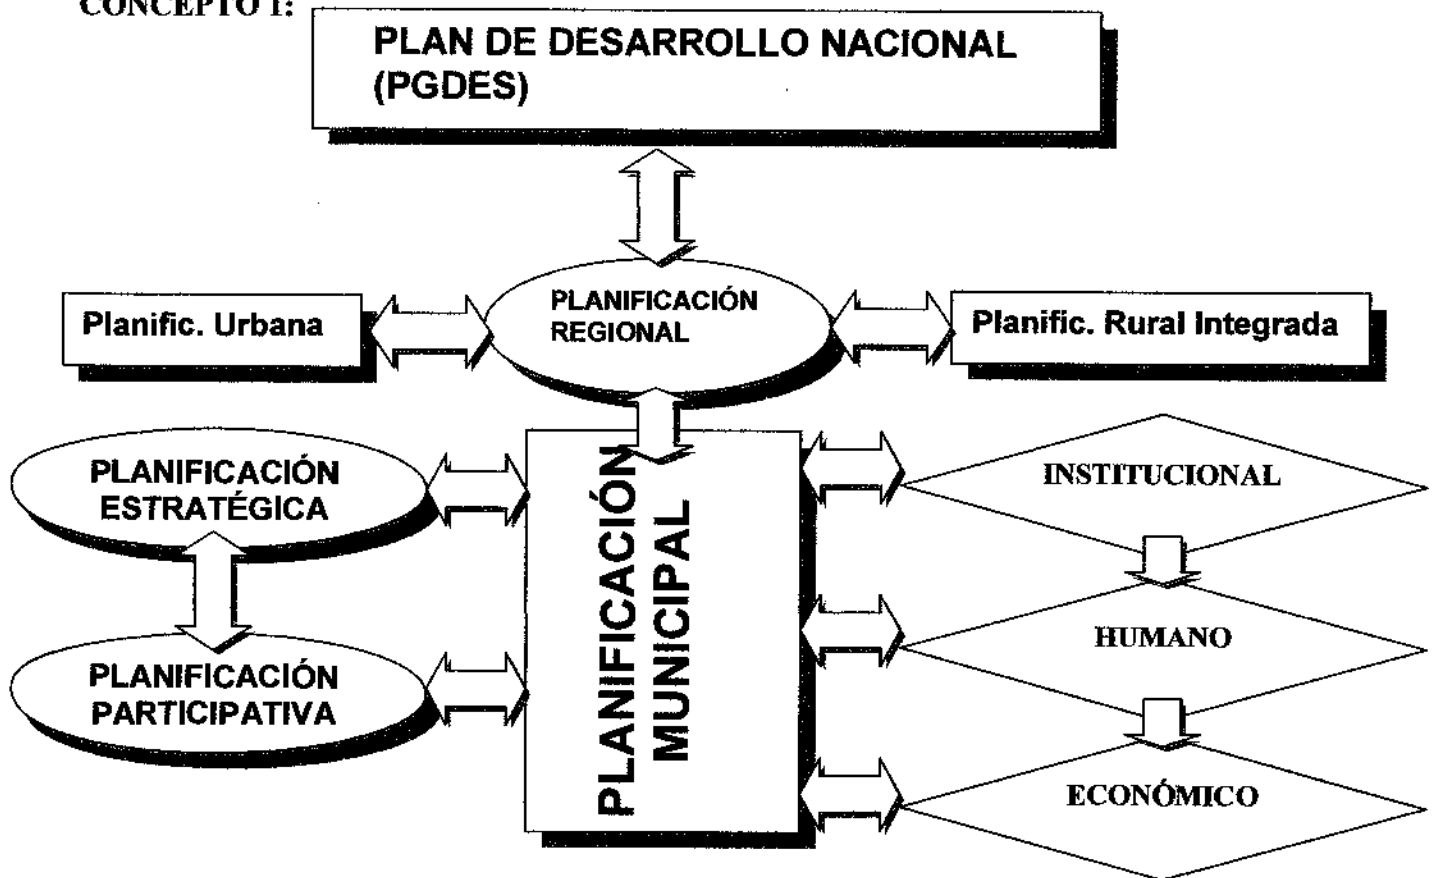 CONCEPTO 1:
PLAN DE DESARROLLO NACIONAL
(PGDES)
PLANIFICACIÓN
REGIONAL
Planific. Urbana
Planific. Rural Integrada
PLANIFICACIÓN
ESTRATÉGICA
PLANIFICACIÓN
PARTICIPATIVA
PLANIFICACIÓN
MUNICIPAL
INSTITUCIONAL
HUMANO
ECONÓMICO